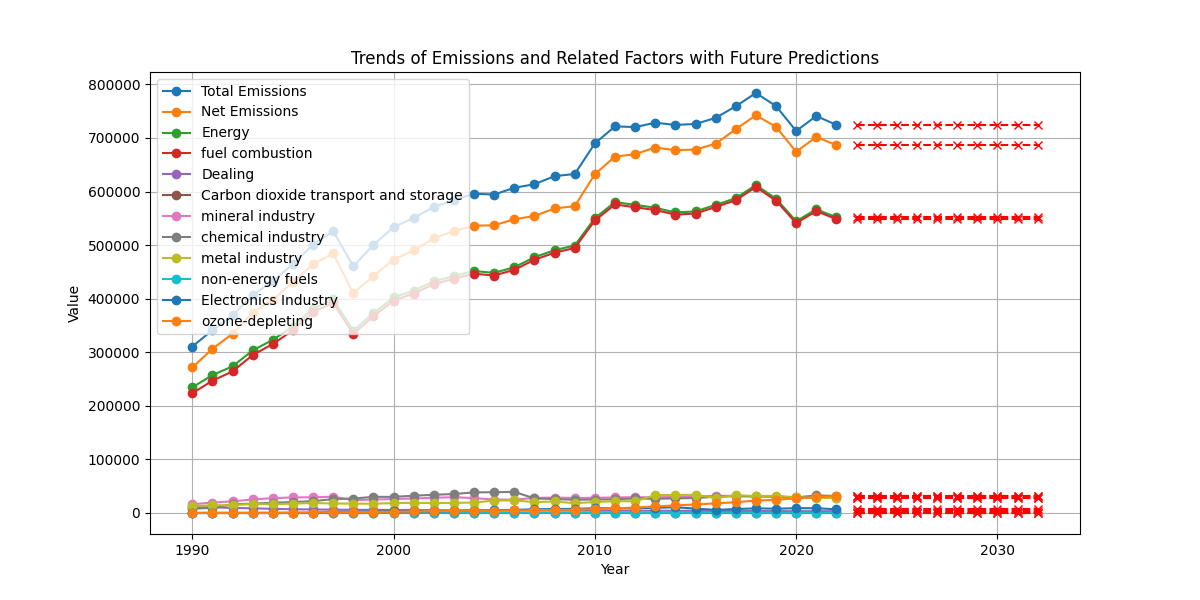 Trends of Emissions and Related Factors with Future Predictions
800000
700000
600000
500000
400000
300000
200000
100000
0
Value
Total Emissions
Net Emissions
Energy
fuel combustion
Dealing
Carbon dioxide transport and storage
mineral industry
chemical industry
metal industry
non-energy fuels
Electronics Industry
ozone-depleting
1990
2000
2010
2020
2030
Year